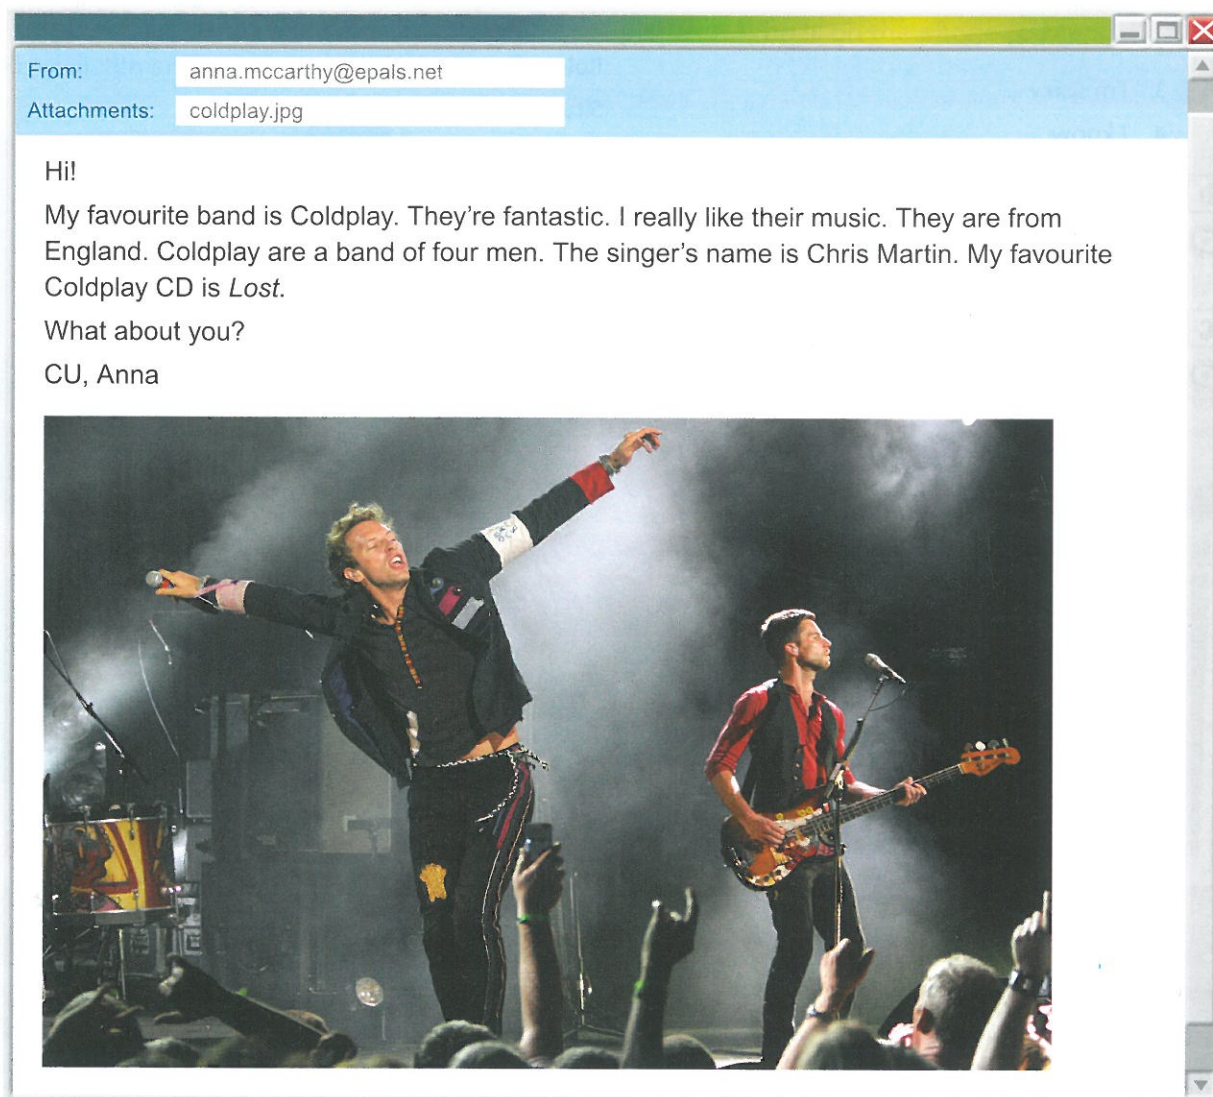 From: anna.mccarthy@epals.net
Attachments: coldplay.jpg
Hi!
My favourite band is Coldplay. They're fantastic. I really like their music. They are from
England. Coldplay are a band of four men. The singer's name is Chris Martin. My favourite
Coldplay CD is Lost.
What about you?
CU, Anna